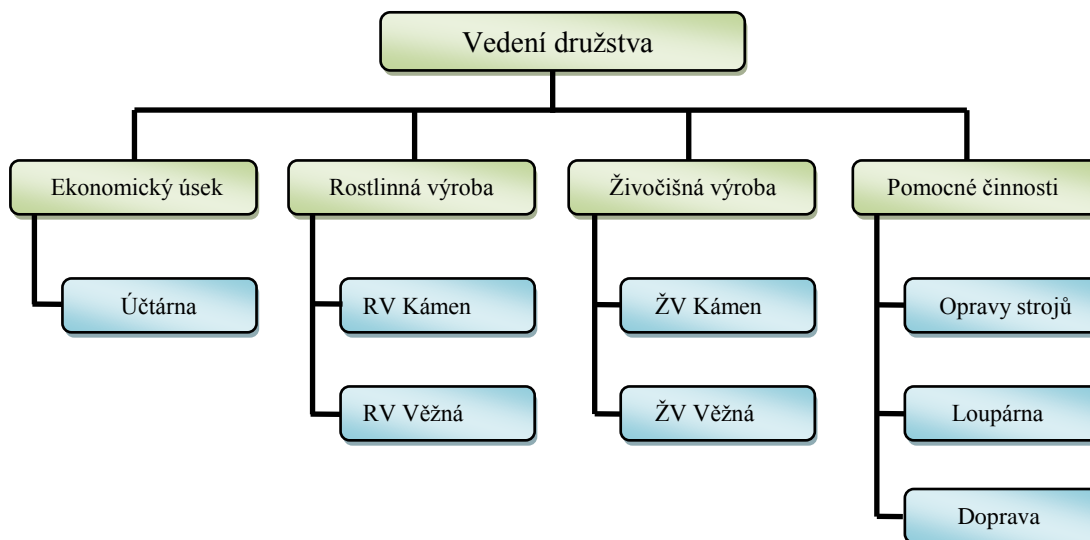 Vedení družstva
Ekonomický úsek
Rostlinná výroba
Živočišná výroba
Pomocné činnosti
Účtárna
RV Kámen
ŽV Kámen
Opravy strojů
RV Věžná
ŽV Věžná
Loupárna
Doprava